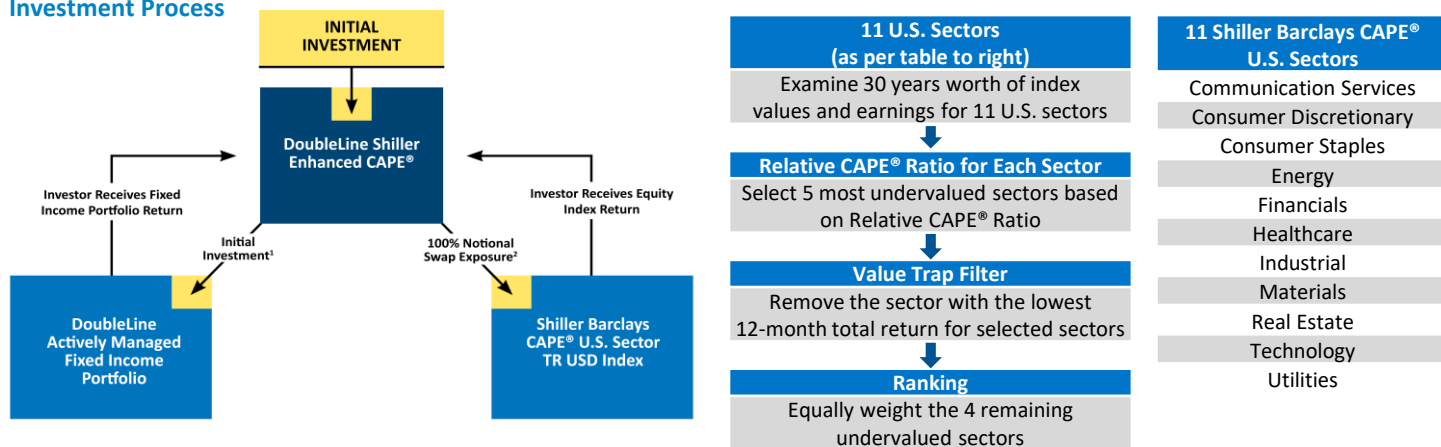 Investment Process
INITIAL
INVESTMENT
DoubleLine Shiller
Enhanced CAPE®
Investor Receives Fixed
Income Portfolio Return
Investor Receives Equity
Index Return
Initial
Investment¹
100% Notional
Swap Exposure²
DoubleLine
Actively Managed
Fixed Income
Portfolio
Shiller Barclays
CAPE® U.S. Sector
TR USD Index
11 U.S. Sectors
(as per table to right)
Examine 30 years worth of index
values and earnings for 11 U.S. sectors
Relative CAPE® Ratio for Each Sector
Select 5 most undervalued sectors based
on Relative CAPE® Ratio
Value Trap Filter
Remove the sector with the lowest
12-month total return for selected sectors
Ranking
Equally weight the 4 remaining
undervalued sectors
11 Shiller Barclays CAPE®
U.S. Sectors
Communication Services
Consumer Discretionary
Consumer Staples
Energy
Financials
Healthcare
Industrial
Materials
Real Estate
Technology
Utilities